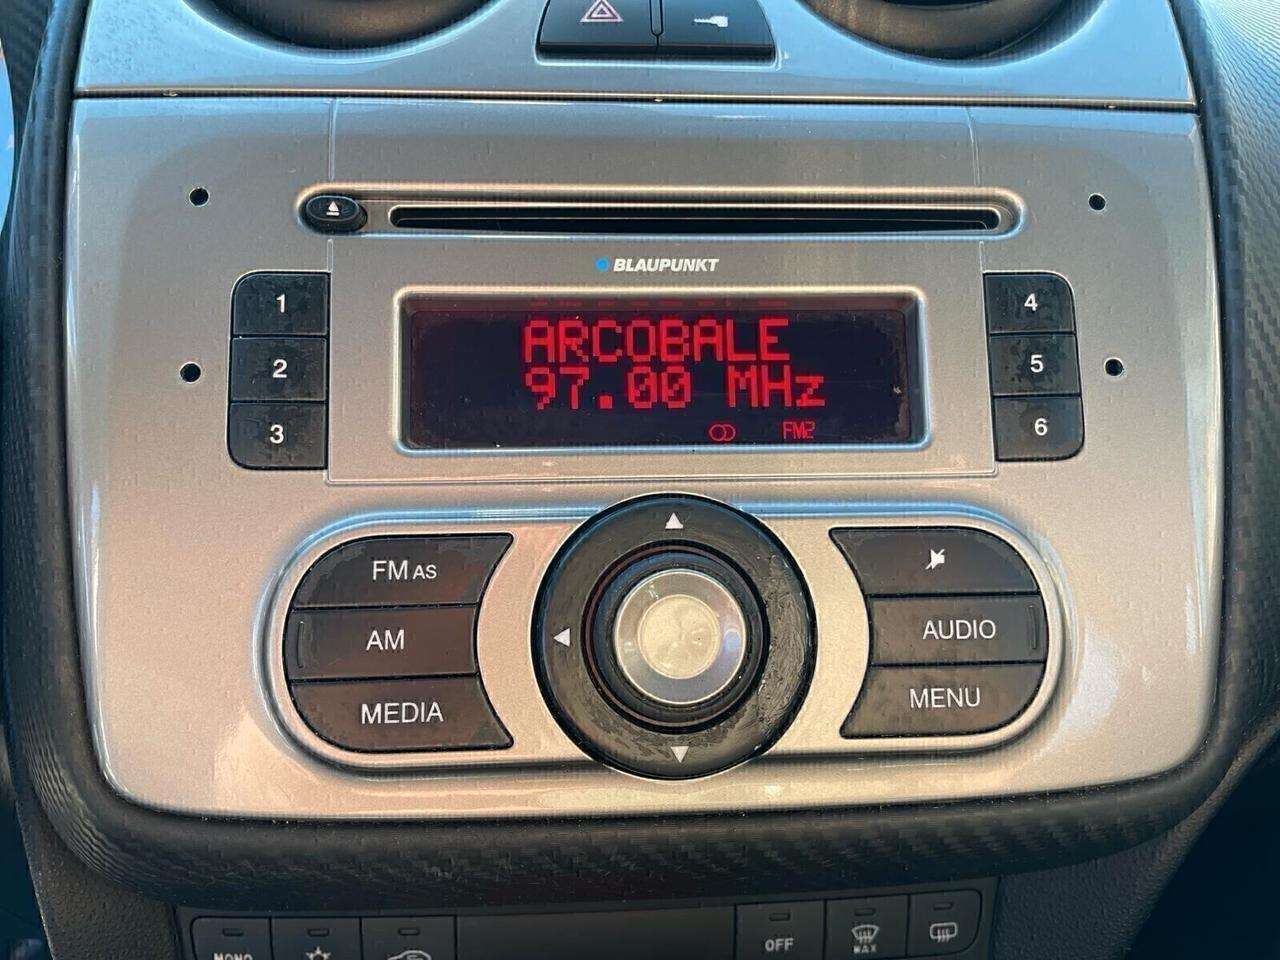 BLAUPUNKT
1
2
3
4
5
6
ARCOBALE
97.00 MHz
FM2
FM AS
AM
MEDIA
AUDIO
MENU
MONO
OFF
MAX